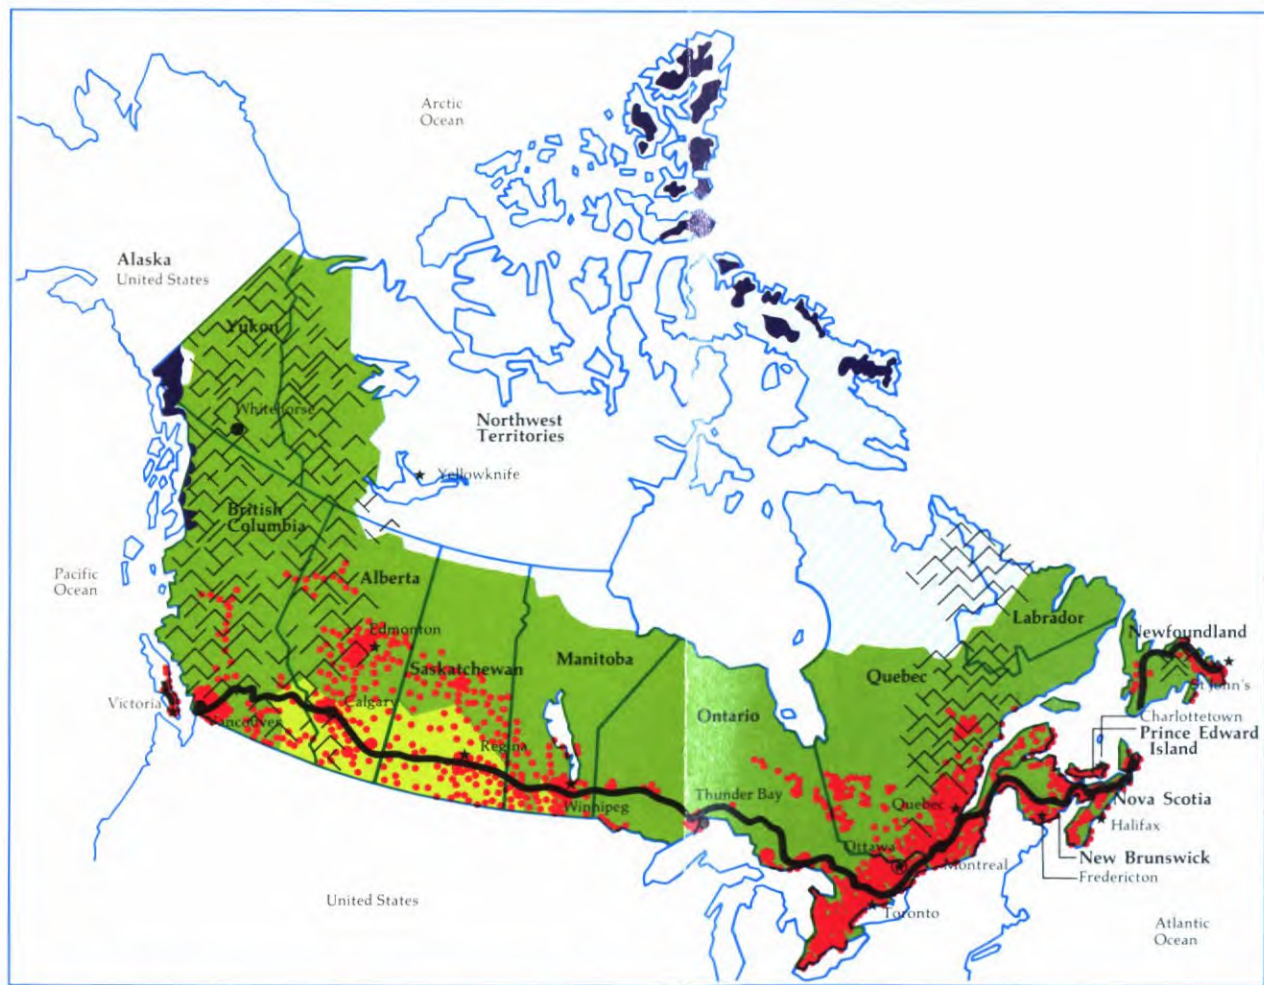 Arctic
Ocean
Alaska
United States
Yukon
Whitehorse
Northwest
Territories
Yellowknife
British
Columbia
Pacific
Ocean
Alberta
Edmonton
Saskatchewan
Manitoba
Labrador
Newfoundland
Quebec
St John's
Victoria
Vancouver
Calgary
Ontario
Charlottetown
Prince Edward
Island
Regina
Winnipeg
Thunder Bay
Quebec
Nova Scotia
Halifax
Ottawa
Montreal
New Brunswick
Fredericton
United States
Toronto
Atlantic
Ocean